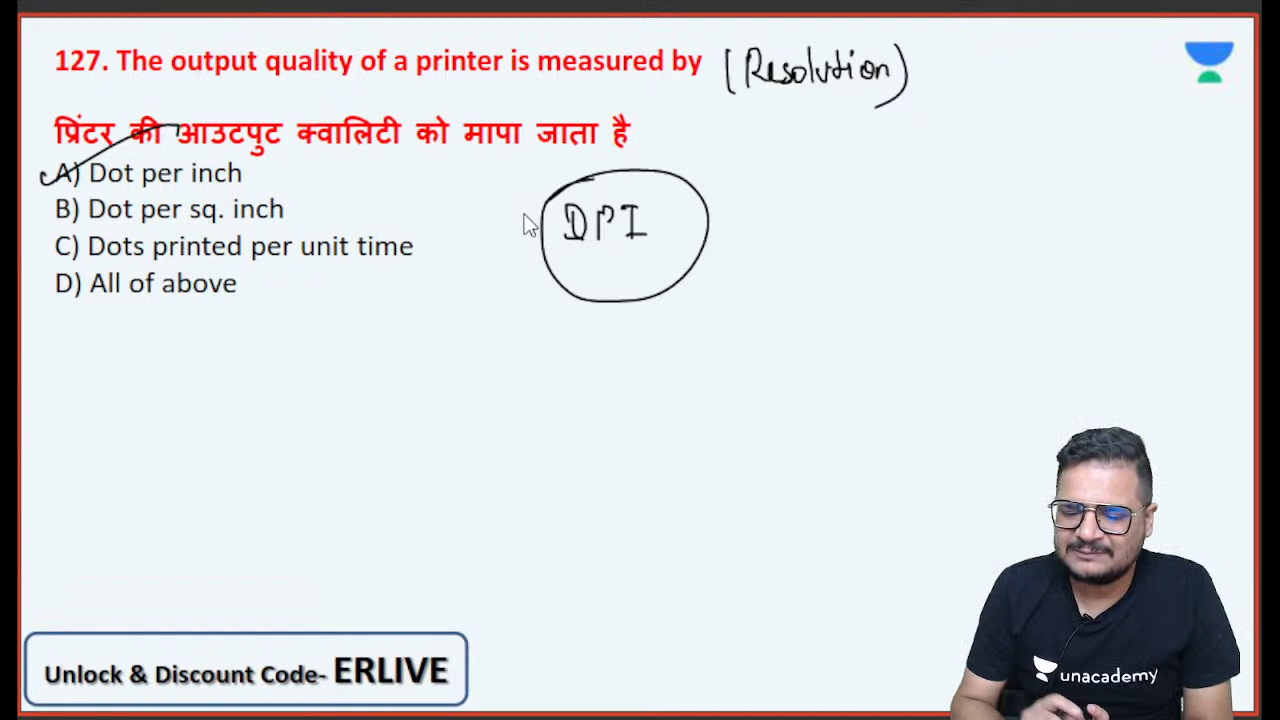 127. The output quality of a printer is measured by (Resolution)
प्रिंटर की आउटपुट क्वालिटी को मापा जाता है
A) Dot per inch
B) Dot per sq. inch
DPI
C) Dots printed per unit time
D) All of above
Unlock & Discount Code- ERLIVE
unacademy